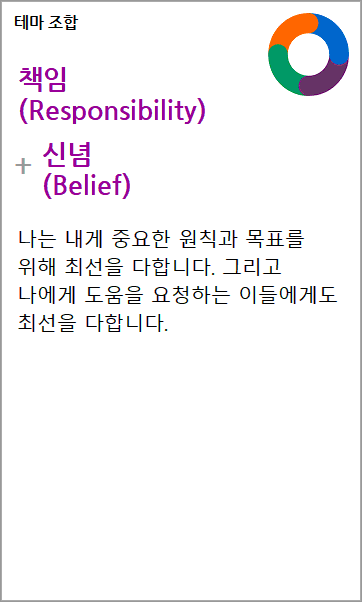 테마 조합
책임
(Responsibility)
+ 신념
(Belief)
나는 내게 중요한 원칙과 목표를
위해 최선을 다합니다. 그리고
나에게 도움을 요청하는 이들에게도
최선을 다합니다.